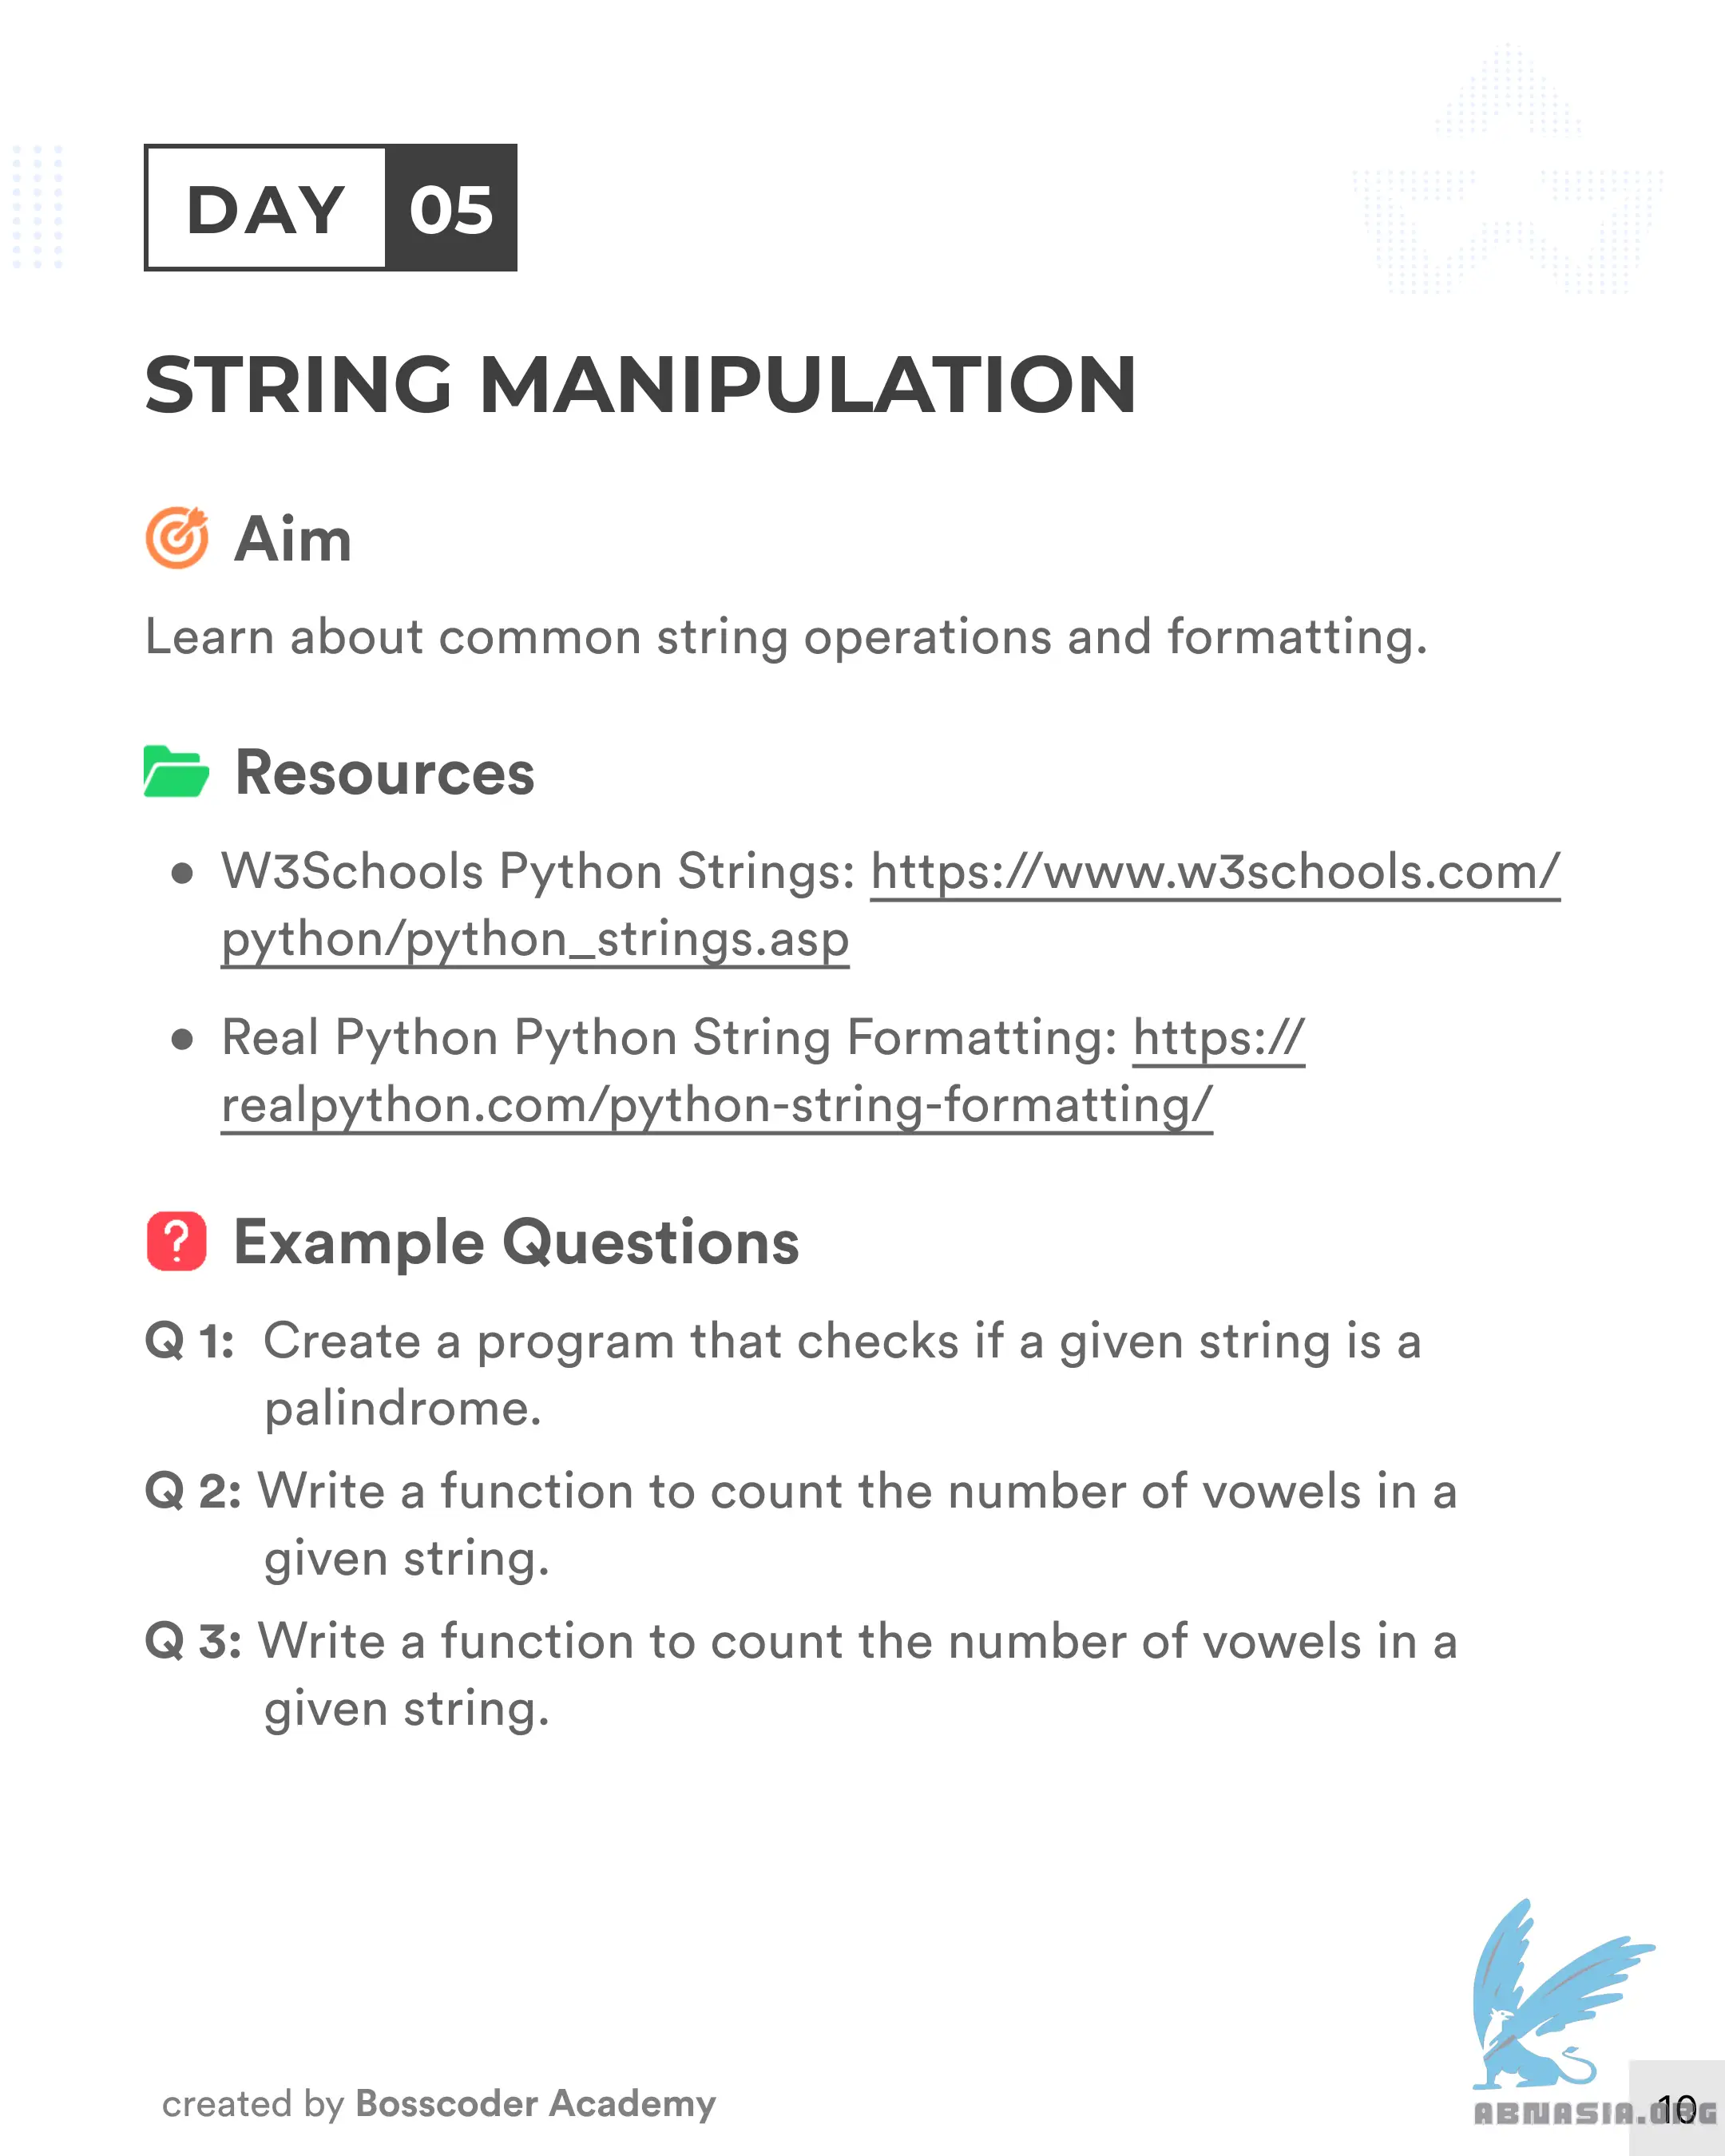 DAY 05
STRING MANIPULATION
Aim
Learn about common string operations and formatting.
Resources
● W3Schools Python Strings: https://www.w3schools.com/
python/python_strings.asp
● Real Python Python String Formatting: https://
realpython.com/python-string-formatting/
? Example Questions
Q 1: Create a program that checks if a given string is a
palindrome.
Q 2: Write a function to count the number of vowels in a
given string.
Q 3: Write a function to count the number of vowels in a
given string.
created by Bosscoder Academy
ABNASIA.ORG
10